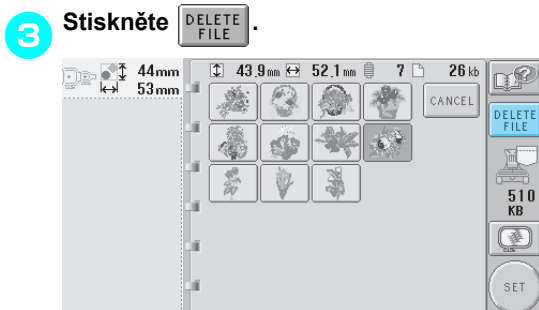 3 Stiskněte DELETE FILE .
44mm 43.9mm 52.1mm 7 26kb
53mm
CANCEL
DELETE
FILE
510
KB
SET